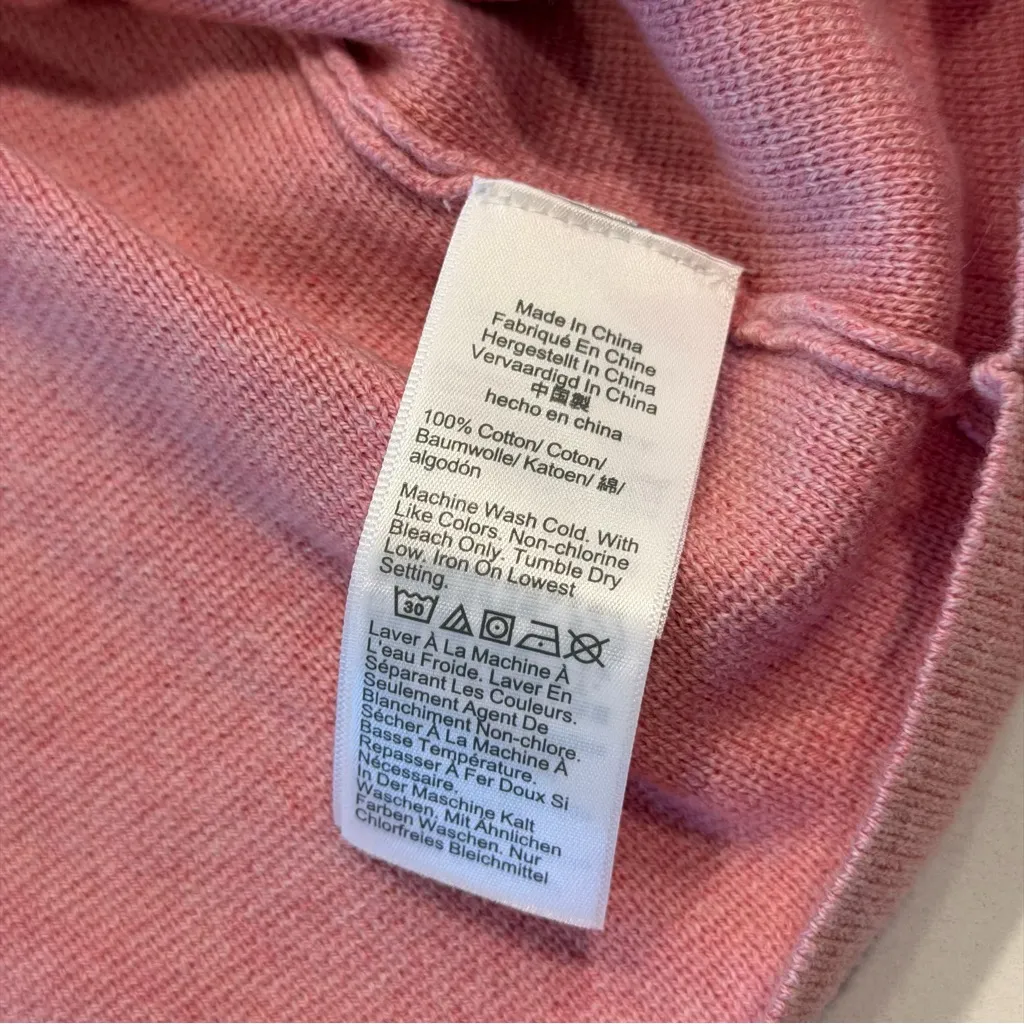 Made In China
Fabriqué En Chine
Hergestellt In China
Vervaardigd In China
中国製
hecho en china
100% Cotton/ Coton/
Baumwolle/ Katoen/ 綿/
algodón
Machine Wash Cold. With
Like Colors. Non-chlorine
Bleach Only. Tumble Dry
Low. Iron On Lowest
Setting.
30
Laver À La Machine À
L'eau Froide. Laver En
Séparant Les Couleurs.
Seulement Agent De
Blanchiment Non-chlore.
Sécher À La Machine À
Basse Température.
Repasser À Fer Doux Si
Nécessaire.
In Der Maschine Kalt
Waschen. Mit Ähnlichen
Farben Waschen. Nur
Chlorfreies Bleichmittel